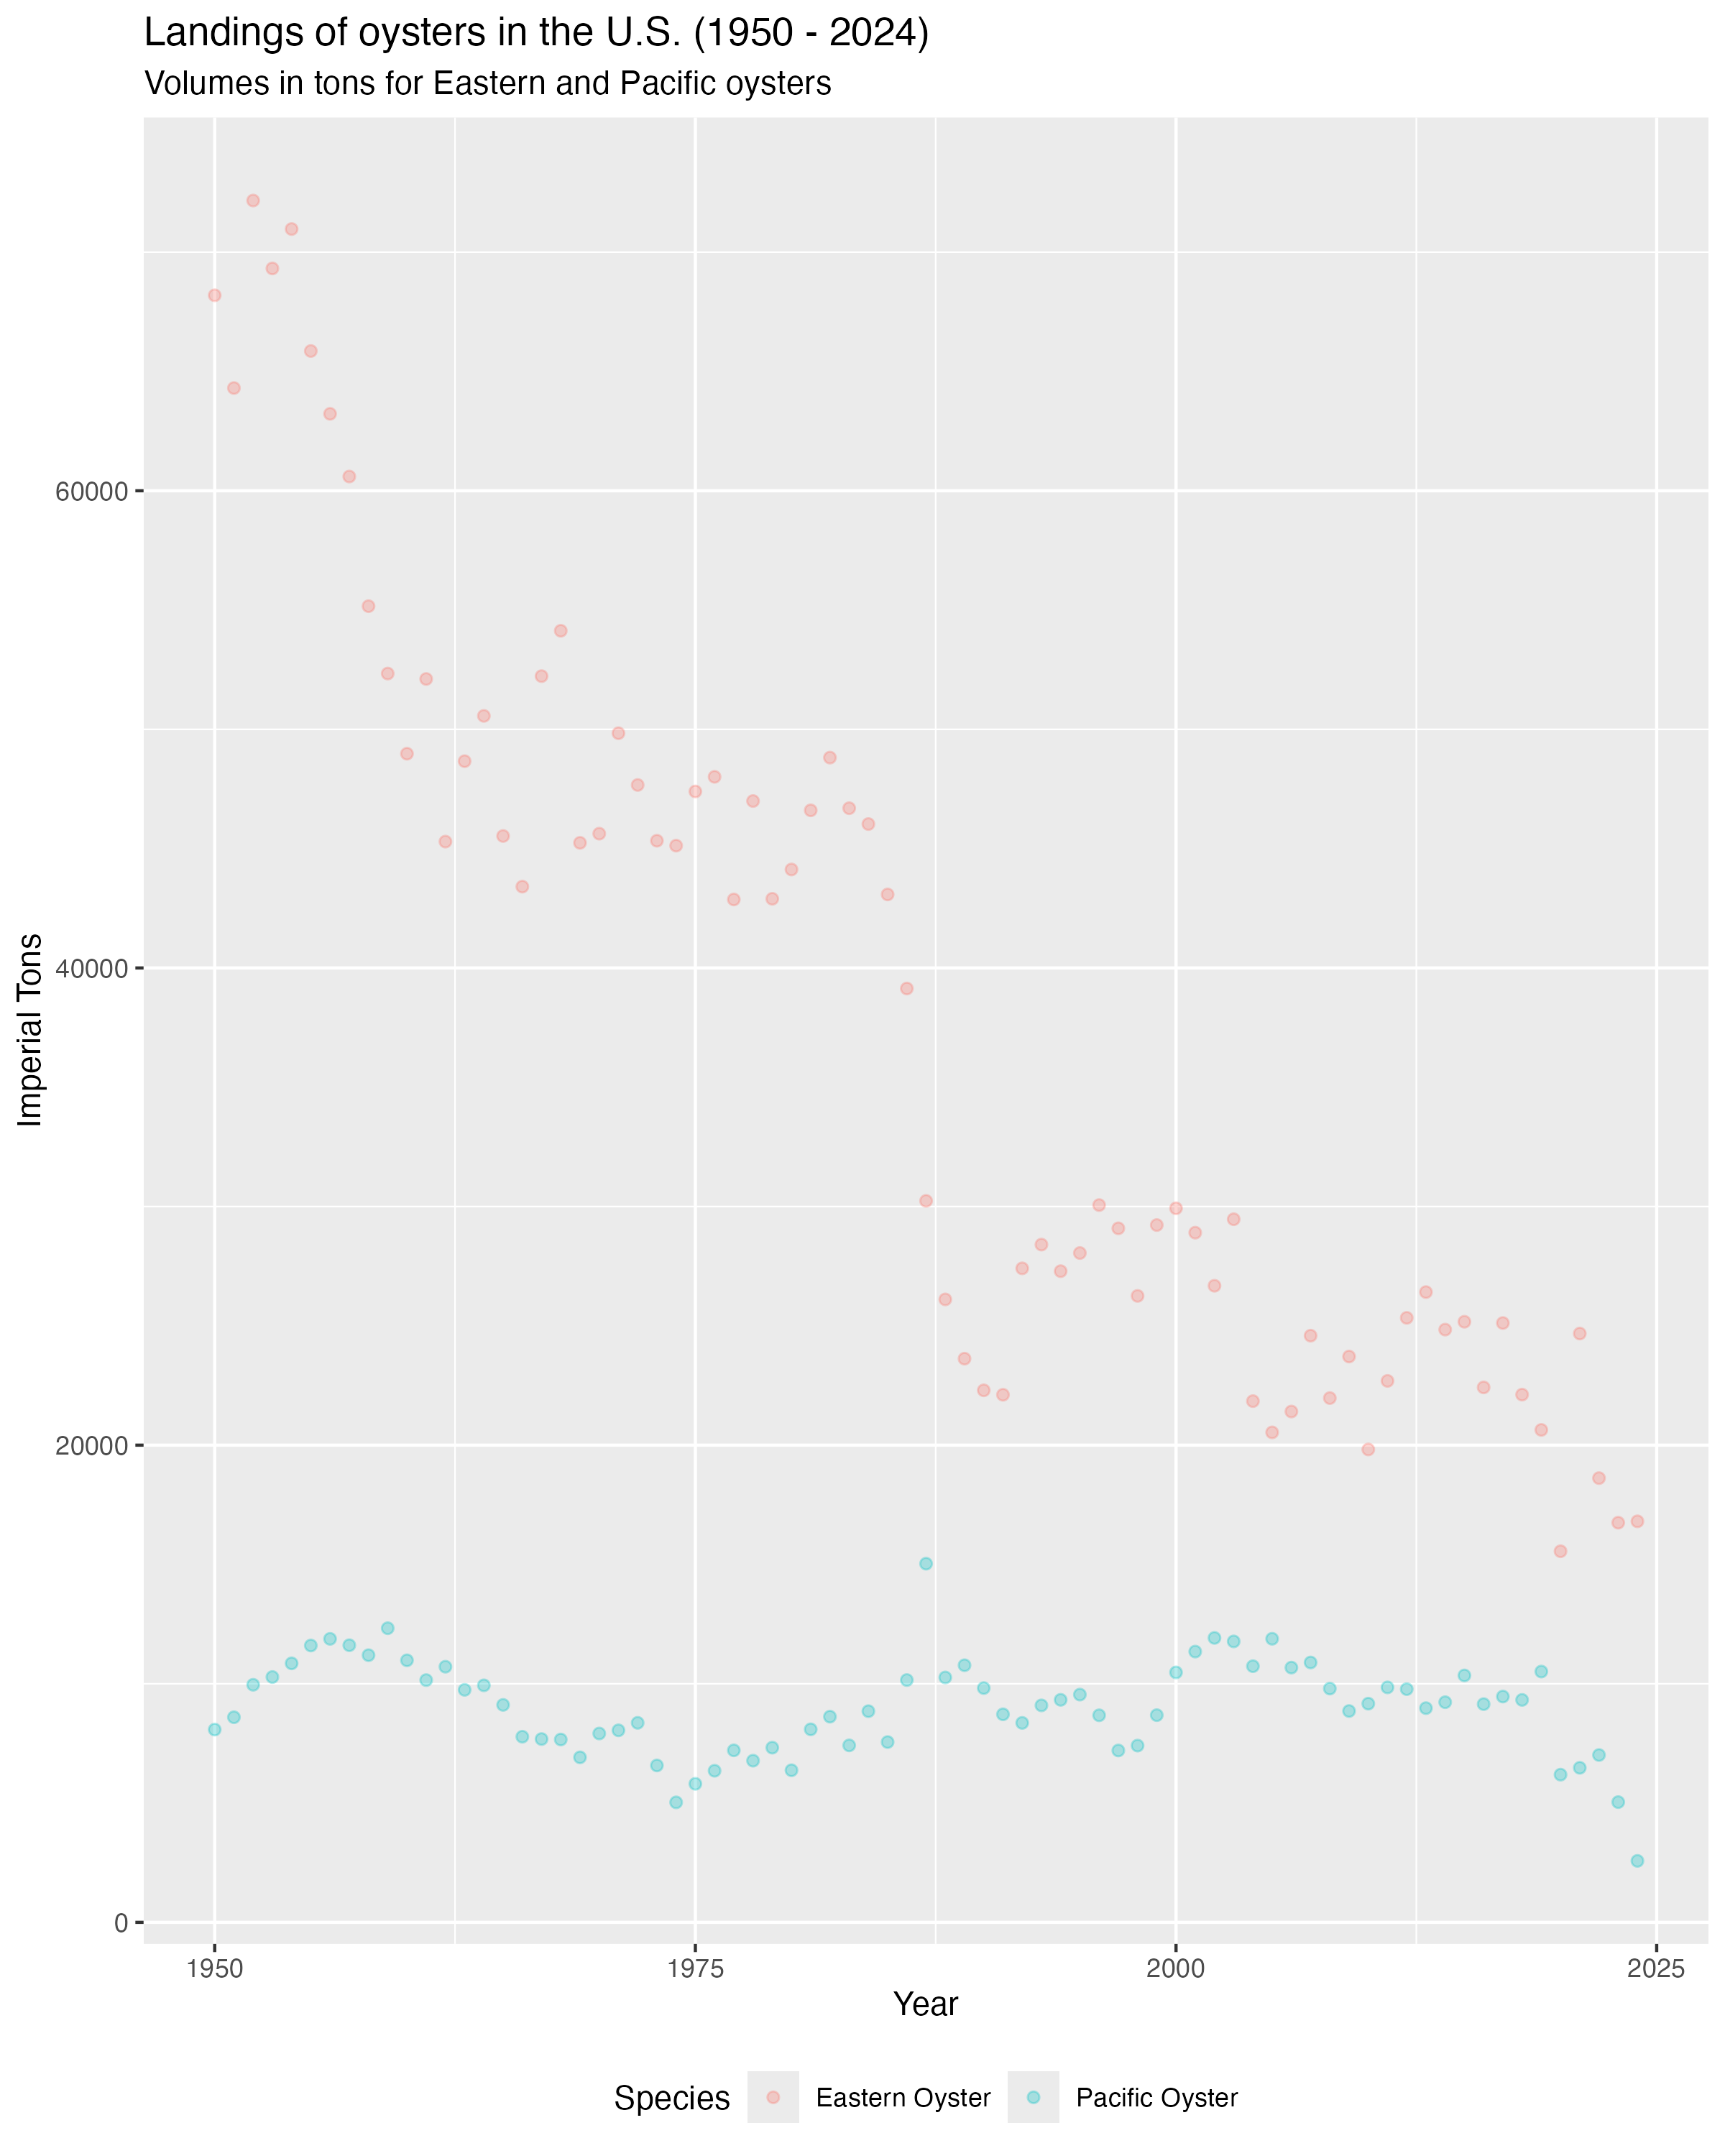 Landings of oysters in the U.S. (1950 - 2024)
Volumes in tons for Eastern and Pacific oysters
Imperial Tons
60000
40000
20000
0
1950 1975 2000 2025
Year
Species Eastern Oyster Pacific Oyster